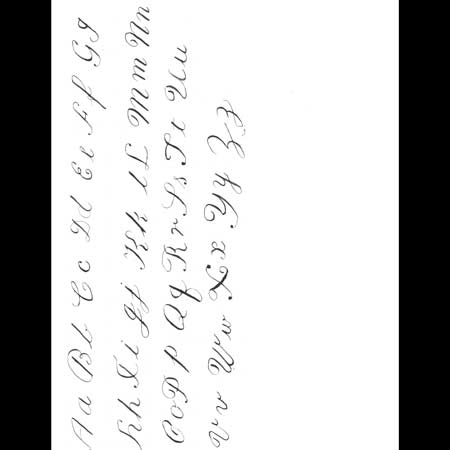 Aa Bb Cc Dd Ee Ff Gg
Hh Ii Jj Kk lL Mm Nn
Oo Pp Qq Rr Ss Tt Uu
Vv Ww Xx Yy Zz